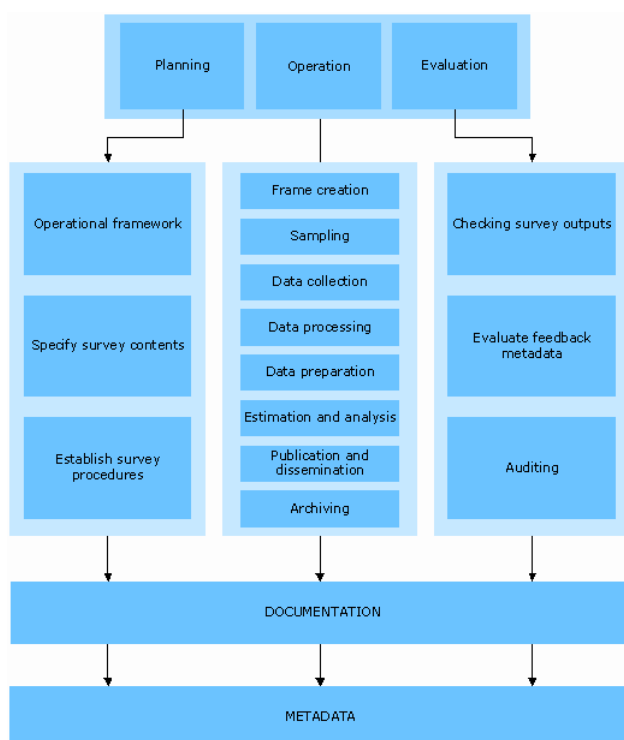 Planning
Operation
Evaluation
Operational framework
Specify survey contents
Establish survey
procedures
Frame creation
Sampling
Data collection
Data processing
Data preparation
Estimation and analysis
Publication and
dissemination
Archiving
Checking survey outputs
Evaluate feedback
metadata
Auditing
DOCUMENTATION
METADATA